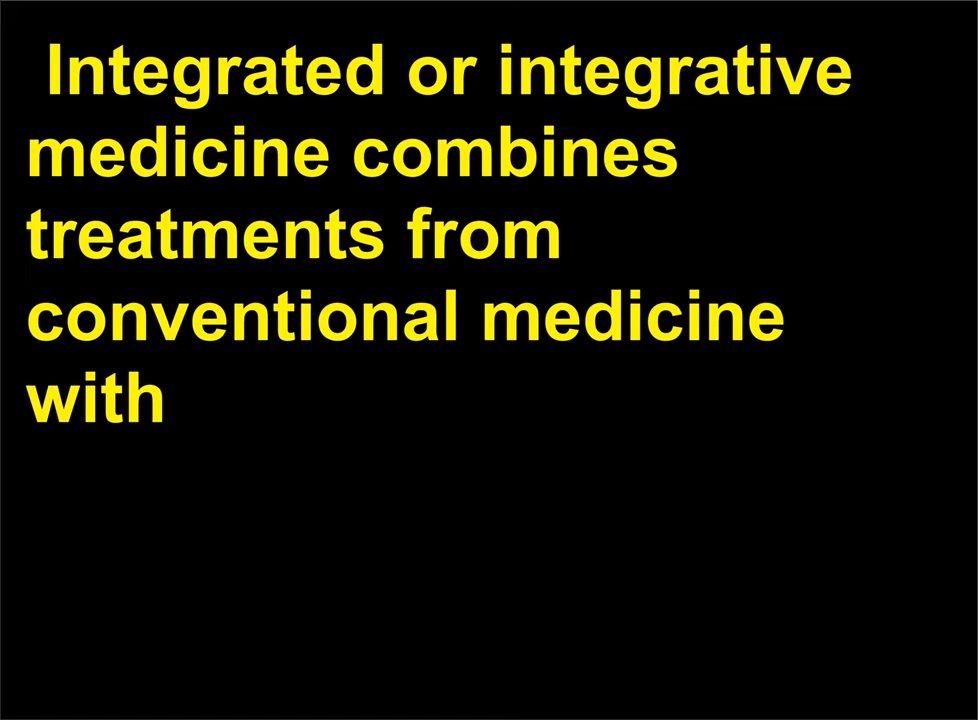 Integrated or integrative
medicine combines
treatments from
conventional medicine
with